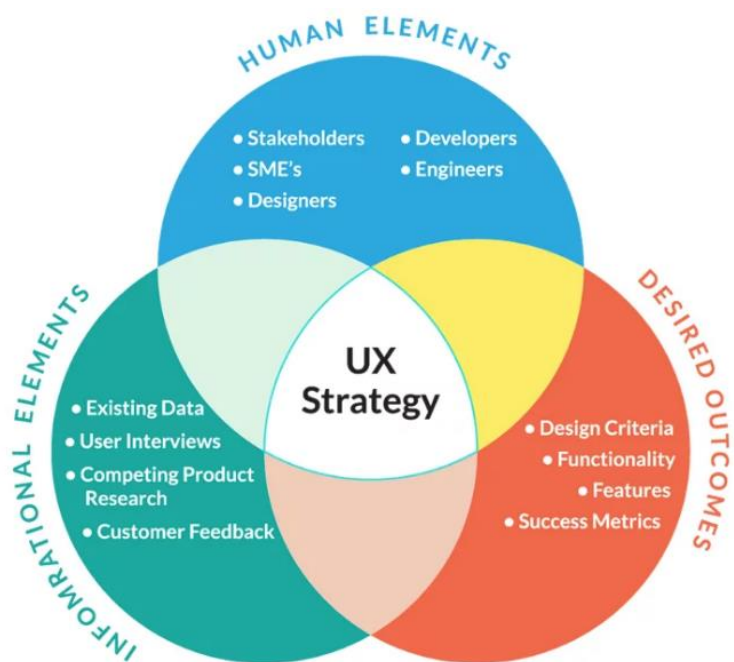 HUMAN ELEMENTS
• Stakeholders
• SME's
• Designers
• Developers
• Engineers
UX
Strategy
INFOMRATIONAL ELEMENTS
• Existing Data
• User Interviews
• Competing Product
Research
• Customer Feedback
DESIRED OUTCOMES
• Design Criteria
• Functionality
• Features
• Success Metrics